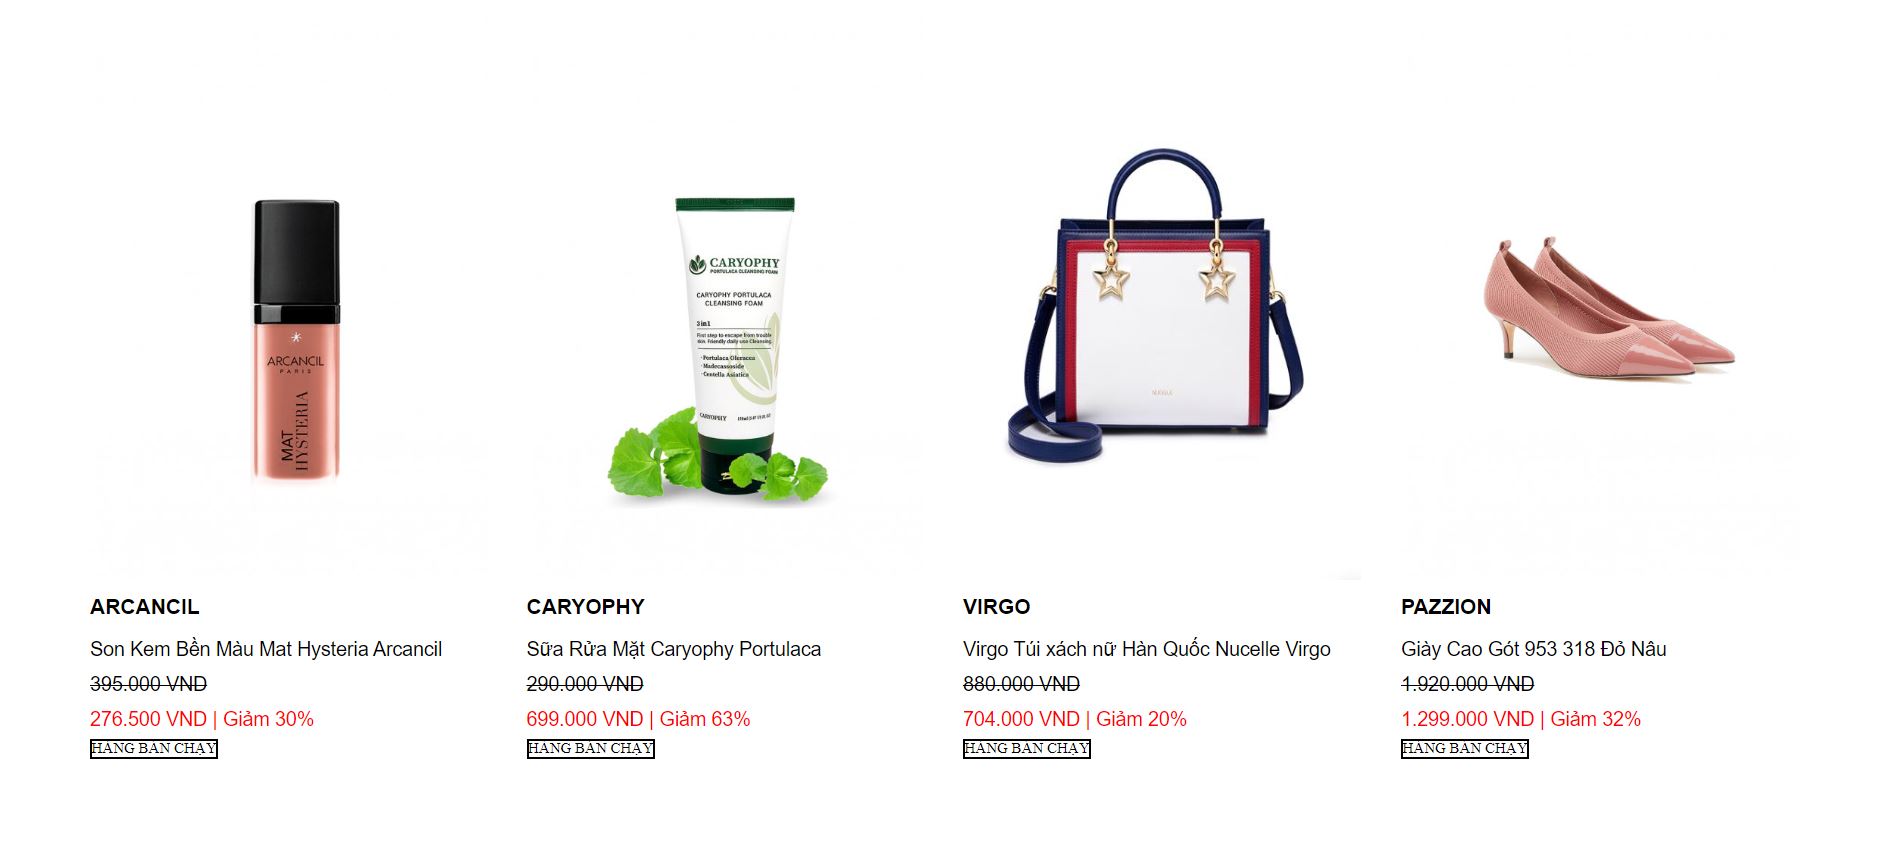 ARCANCIL
PARIS
MAT
HYSTERIA
CARYOPHY
PORTULACA CLEANSING FOAM
CARYOPHY PORTULACA
CLEANSING FOAM
3 in 1
First step to escape from trouble
skin. Friendly daily use Cleansing.
· Portulaca Oleracea
· Madecassoside
· Centella Asiatica
CARYOPHY
ARCANCIL
Son Kem Bền Màu Mat Hysteria Arcancil
395.000 VND
276.500 VND | Giảm 30%
HÀNG BÁN CHẠY
CARYOPHY
Sữa Rửa Mặt Caryophy Portulaca
290.000 VND
699.000 VND | Giảm 63%
HÀNG BÁN CHẠY
VIRGO
Virgo Túi xách nữ Hàn Quốc Nucelle Virgo
880.000 VND
704.000 VND | Giảm 20%
HÀNG BÁN CHẠY
PAZZION
Giày Cao Gót 953 318 Đỏ Nâu
1.920.000 VND
1.299.000 VND | Giảm 32%
HÀNG BÁN CHẠY